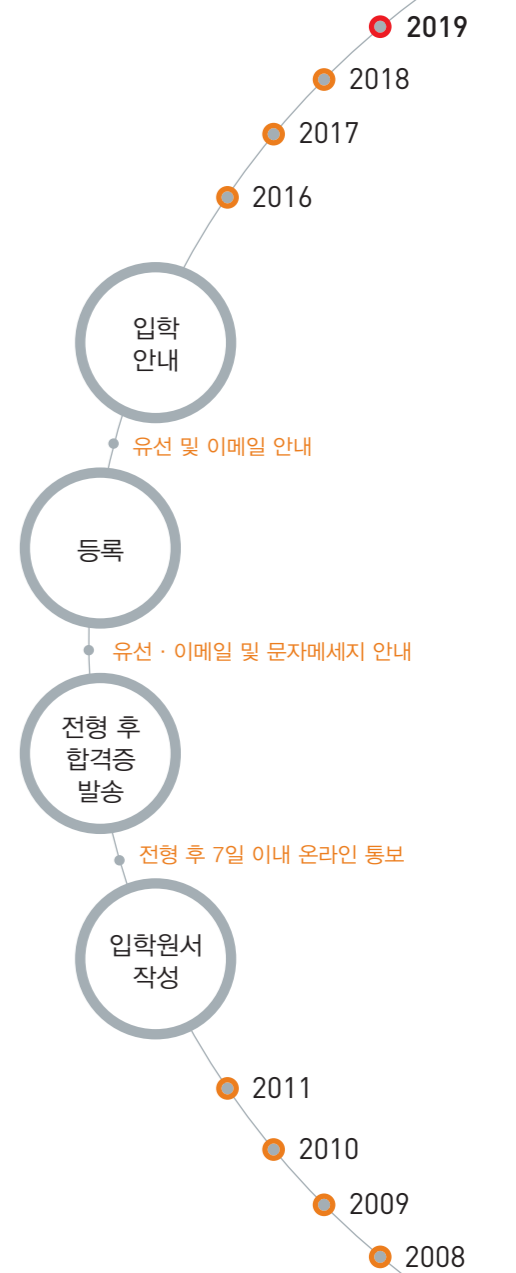 2019
2018
2017
2016
입학
안내
유선 및 이메일 안내
등록
유선 · 이메일 및 문자메세지 안내
전형 후
합격증
발송
전형 후 7일 이내 온라인 통보
입학원서
작성
2011
2010
2009
2008